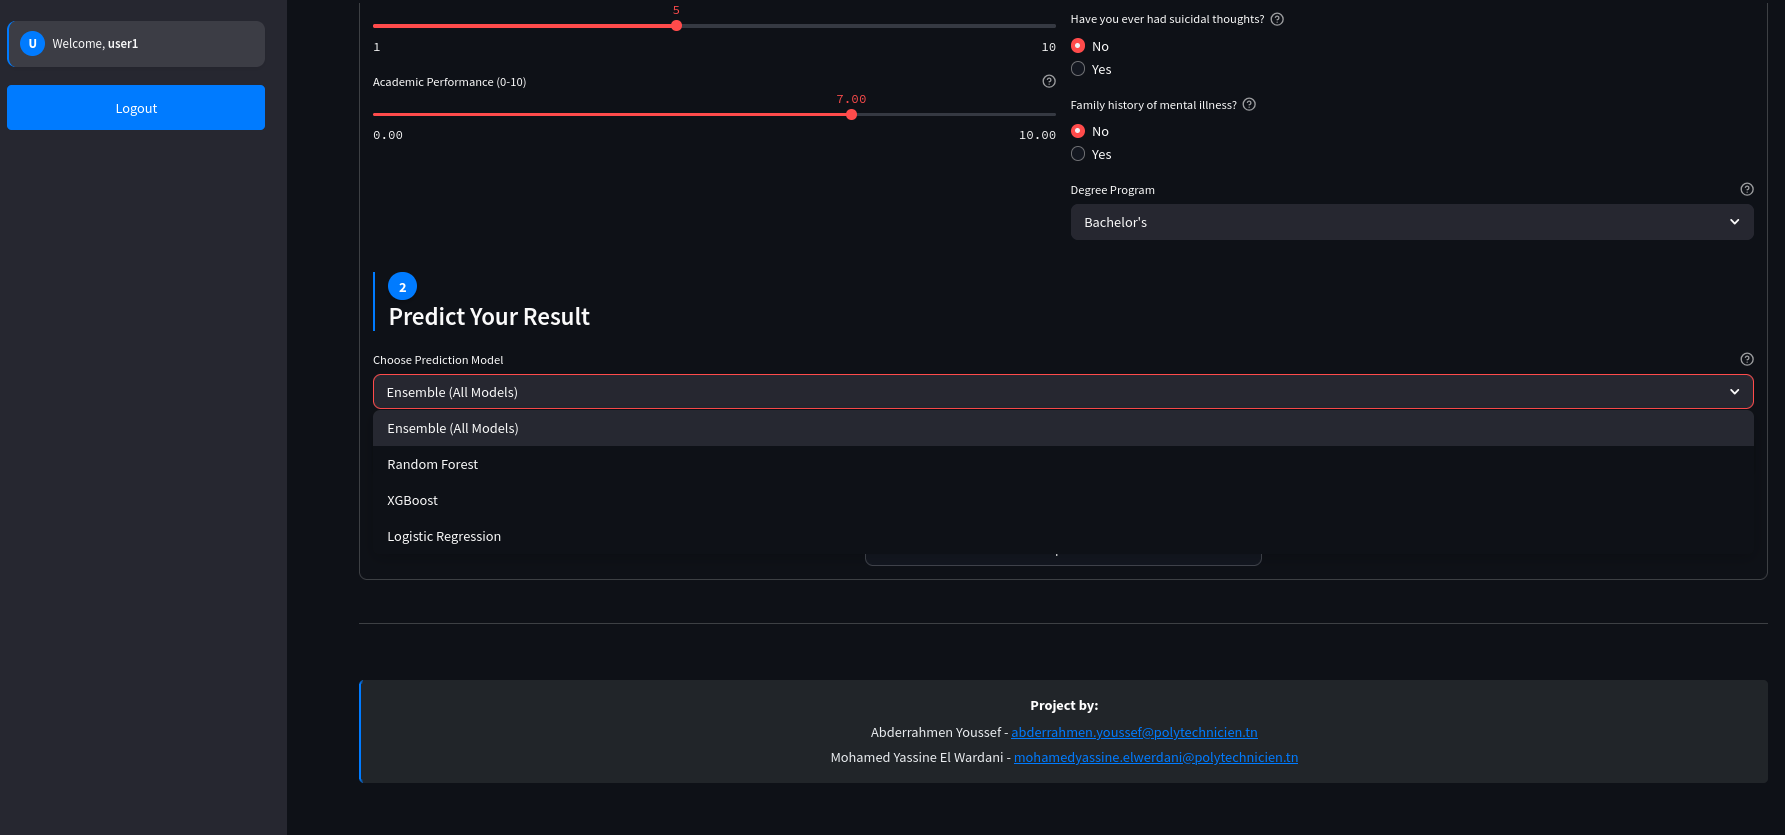 U Welcome, user1
Logout
5
1 10
Academic Performance (0-10)
7.00
0.00 10.00
Have you ever had suicidal thoughts?
No
Yes
Family history of mental illness?
No
Yes
Degree Program
Bachelor's
2
Predict Your Result
Choose Prediction Model
Ensemble (All Models)
Ensemble (All Models)
Random Forest
XGBoost
Logistic Regression
Project by:
Abderrahmen Youssef - abderrahmen.youssef@polytechnicien.tn
Mohamed Yassine El Wardani - mohamedyassine.elwerdani@polytechnicien.tn